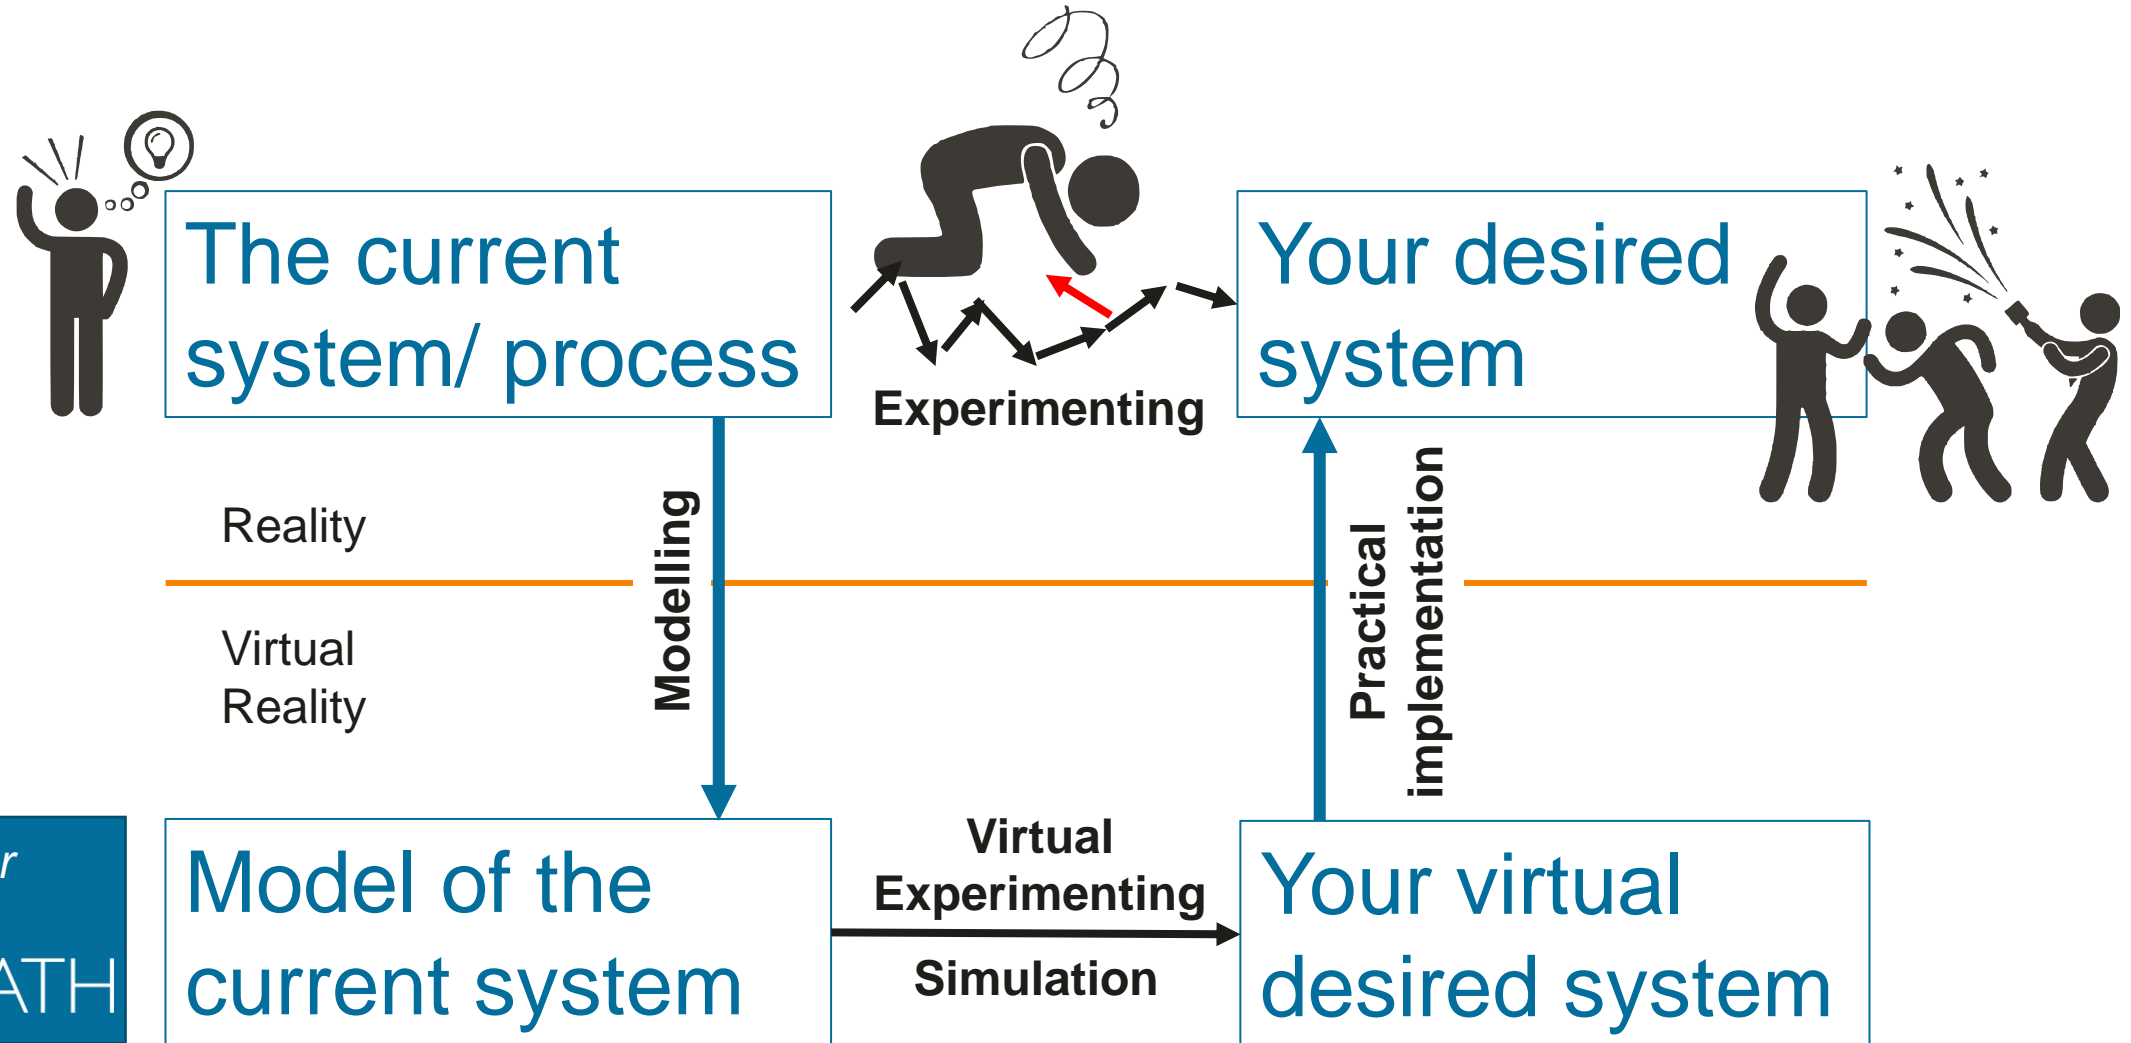 The current
system/ process
Experimenting
Your desired
system
Reality
Virtual
Reality
Modelling
Practical
implementation
Model of the
current system
Virtual
Experimenting
Simulation
Your virtual
desired system